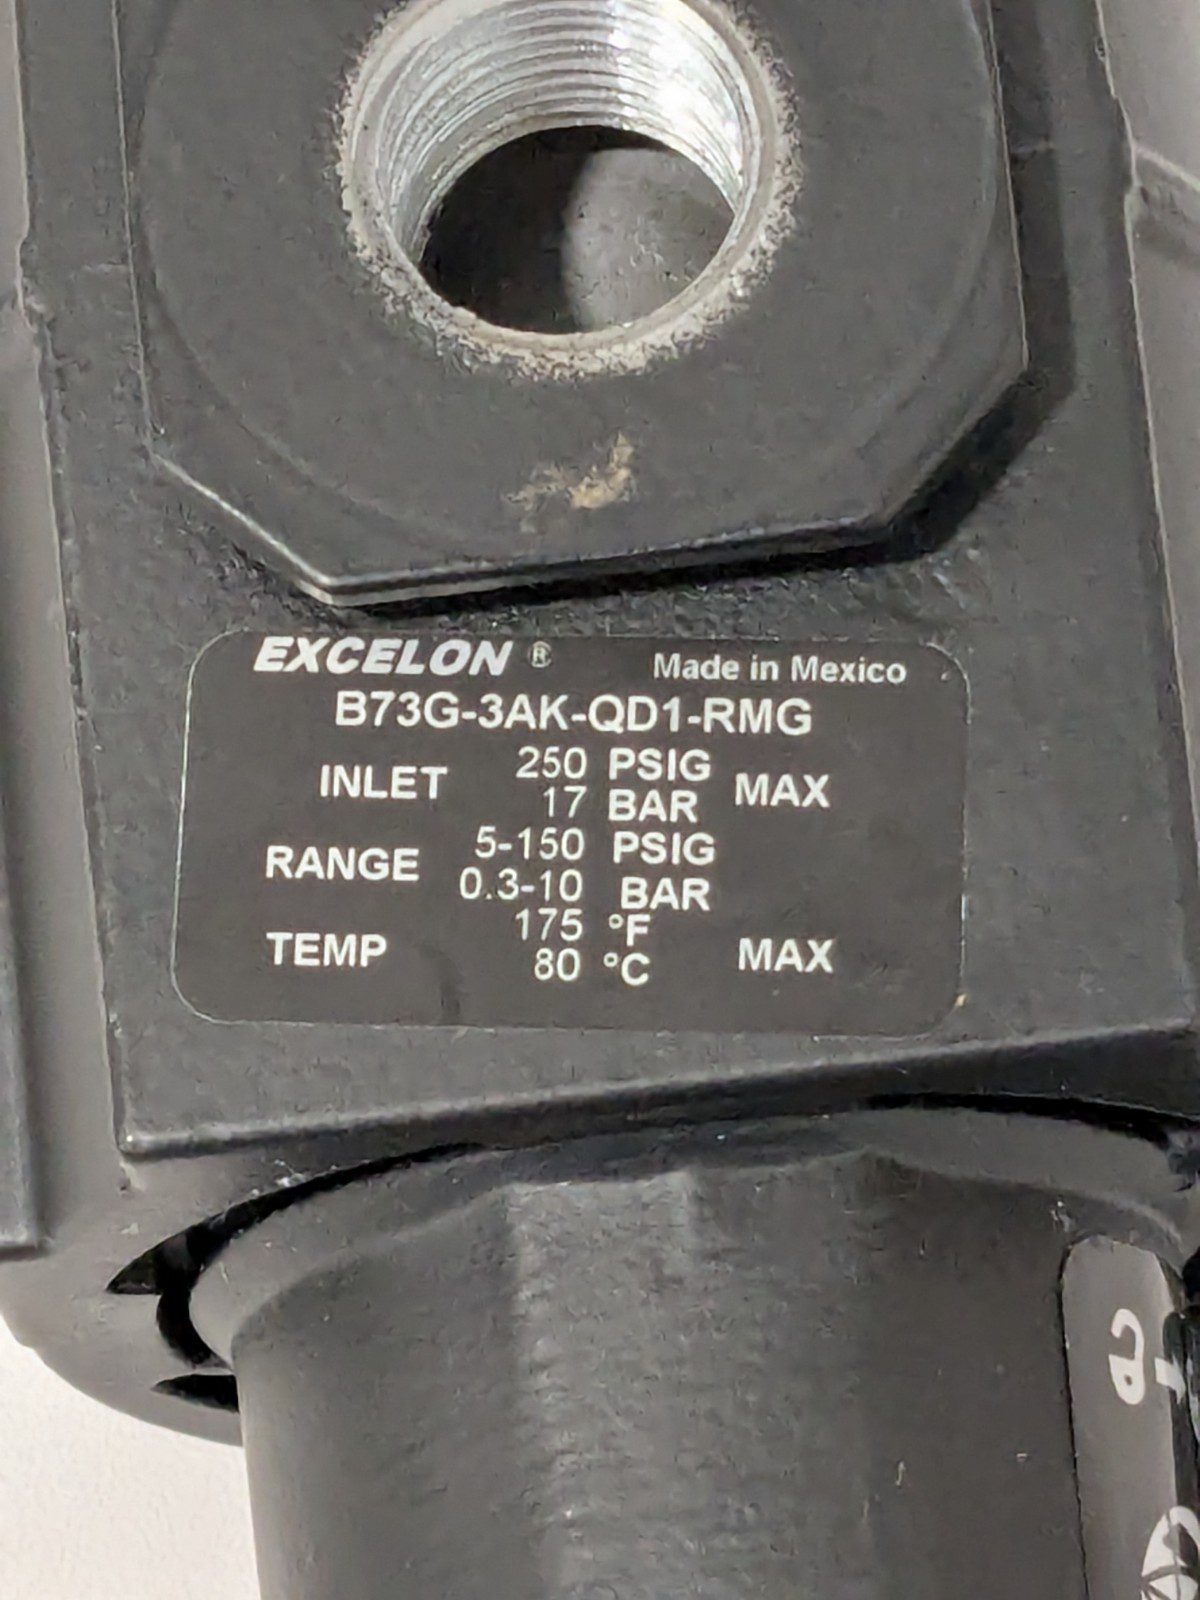 EXCELON ® Made in Mexico
B73G-3AK-QD1-RMG
INLET 250 PSIG MAX
17 BAR
RANGE 5-150 PSIG
0.3-10 BAR
TEMP 175 °F MAX
80 °C